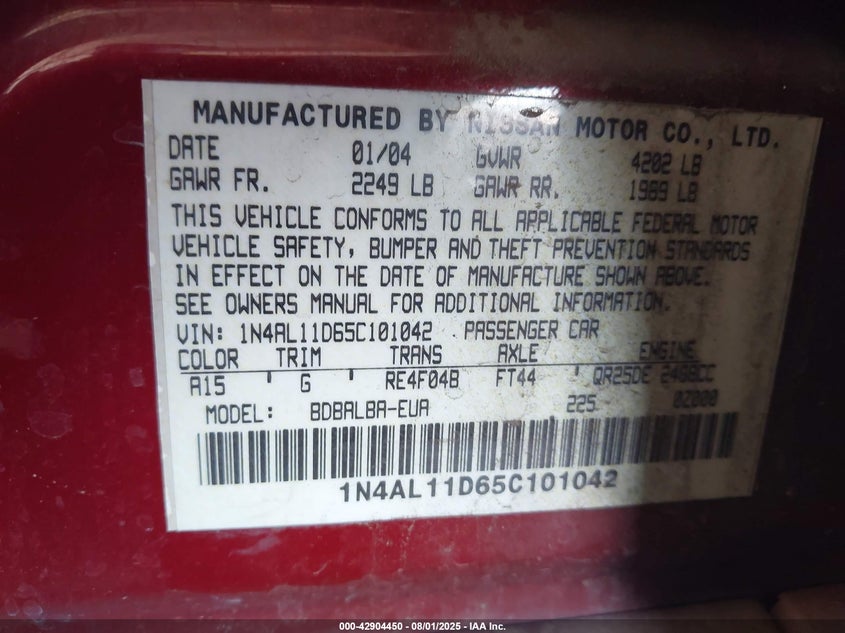 MANUFACTURED BY NISSAN MOTOR CO., LTD.
DATE 01/04 GVWR 4202 LB
GAWR FR. 2249 LB GAWR RR. 1989 LB
THIS VEHICLE CONFORMS TO ALL APPLICABLE FEDERAL MOTOR
VEHICLE SAFETY, BUMPER AND THEFT PREVENTION STANDARDS
IN EFFECT ON THE DATE OF MANUFACTURE SHOWN ABOVE.
SEE OWNERS MANUAL FOR ADDITIONAL INFORMATION.
VIN: 1N4AL11D65C101042 PASSENGER CAR
COLOR TRIM TRANS AXLE ENGINE
A15 ' G RE4F04B FT44 ' QR25DE 2488CC
MODEL: BDBALBA-EUA 225 0Z000
1N4AL11D65C101042
000-42904450 - 08/01/2025 - IAA Inc.